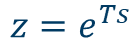 z = e^{Ts}